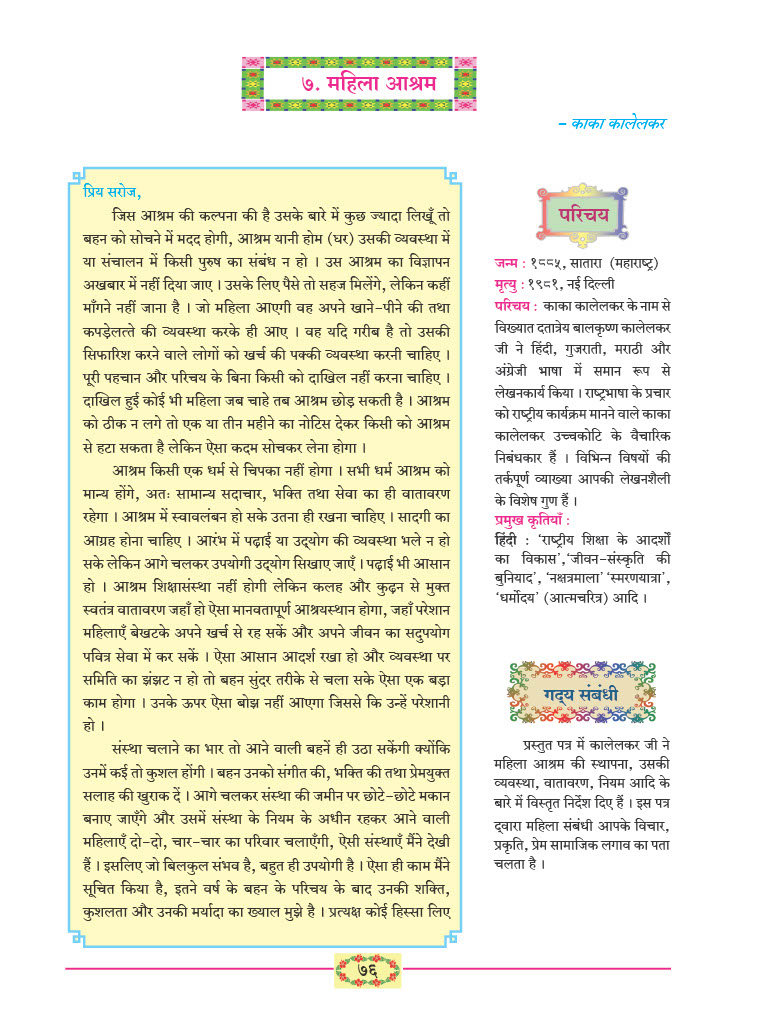 ७. महिला आश्रम
– काका कालेलकर
प्रिय सरोज,
जिस आश्रम की कल्पना की है उसके बारे में कुछ ज्यादा लिखूँ तो
बहन को सोचने में मदद होगी, आश्रम यानी होम (घर) उसकी व्यवस्था में
या संचालन में किसी पुरुष का संबंध न हो । उस आश्रम का विज्ञापन
अखबार में नहीं दिया जाए । उसके लिए पैसे तो सहज मिलेंगे, लेकिन कहीं
माँगने नहीं जाना है । जो महिला आएगी वह अपने खाने-पीने की तथा
कपड़ेलत्ते की व्यवस्था करके ही आए । वह यदि गरीब है तो उसकी
सिफारिश करने वाले लोगों को खर्च की पक्की व्यवस्था करनी चाहिए ।
पूरी पहचान और परिचय के बिना किसी को दाखिल नहीं करना चाहिए ।
दाखिल हुई कोई भी महिला जब चाहे तब आश्रम छोड़ सकती है । आश्रम
को ठीक न लगे तो एक या तीन महीने का नोटिस देकर किसी को आश्रम
से हटा सकता है लेकिन ऐसा कदम सोचकर लेना होगा ।
आश्रम किसी एक धर्म से चिपका नहीं होगा । सभी धर्म आश्रम को
मान्य होंगे, अतः सामान्य सदाचार, भक्ति तथा सेवा का ही वातावरण
रहेगा । आश्रम में स्वावलंबन हो सके उतना ही रखना चाहिए । सादगी का
आग्रह होना चाहिए । आरंभ में पढ़ाई या उद्योग की व्यवस्था भले न हो
सके लेकिन आगे चलकर उपयोगी उद्योग सिखाए जाएँ । पढ़ाई भी आसान
हो । आश्रम शिक्षासंस्था नहीं होगी लेकिन कलह और कुढ़न से मुक्त
स्वतंत्र वातावरण जहाँ हो ऐसा मानवतापूर्ण आश्रयस्थान होगा, जहाँ परेशान
महिलाएँ बेखटके अपने खर्च से रह सकें और अपने जीवन का सदुपयोग
पवित्र सेवा में कर सकें । ऐसा आसान आदर्श रखा हो और व्यवस्था पर
समिति का झंझट न हो तो बहन सुंदर तरीके से चला सके ऐसा एक बड़ा
काम होगा । उनके ऊपर ऐसा बोझ नहीं आएगा जिससे कि उन्हें परेशानी
हो ।
संस्था चलाने का भार तो आने वाली बहनें ही उठा सकेंगी क्योंकि
उनमें कई तो कुशल होंगी । बहन उनको संगीत की, भक्ति की तथा प्रेमयुक्त
सलाह की खुराक दें । आगे चलकर संस्था की जमीन पर छोटे-छोटे मकान
बनाए जाएँगे और उसमें संस्था के नियम के अधीन रहकर आने वाली
महिलाएँ दो-दो, चार-चार का परिवार चलाएँगी, ऐसी संस्थाएँ मैंने देखी
हैं । इसलिए जो बिलकुल संभव है, बहुत ही उपयोगी है । ऐसा ही काम मैंने
सूचित किया है, इतने वर्ष के बहन के परिचय के बाद उनकी शक्ति,
कुशलता और उनकी मर्यादा का ख्याल मुझे है । प्रत्यक्ष कोई हिस्सा लिए
परिचय
जन्म : १८८५, सातारा (महाराष्ट्र)
मृत्यु : १९८१, नई दिल्ली
परिचय : काका कालेलकर के नाम से
विख्यात दतात्रेय बालकृष्ण कालेलकर
जी ने हिंदी, गुजराती, मराठी और
अंग्रेजी भाषा में समान रूप से
लेखनकार्य किया । राष्ट्रभाषा के प्रचार
को राष्ट्रीय कार्यक्रम मानने वाले काका
कालेलकर उच्चकोटि के वैचारिक
निबंधकार हैं । विभिन्न विषयों की
तर्कपूर्ण व्याख्या आपकी लेखनशैली
के विशेष गुण हैं ।
प्रमुख कृतियाँ :
हिंदी : ‘राष्ट्रीय शिक्षा के आदर्शों
का विकास’,‘जीवन-संस्कृति की
बुनियाद’, ‘नक्षत्रमाला’ ‘स्मरणयात्रा’,
‘धर्मोदय’ (आत्मचरित्र) आदि ।
गद्य संबंधी
प्रस्तुत पत्र में कालेलकर जी ने
महिला आश्रम की स्थापना, उसकी
व्यवस्था, वातावरण, नियम आदि के
बारे में विस्तृत निर्देश दिए हैं । इस पत्र
द्वारा महिला संबंधी आपके विचार,
प्रकृति, प्रेम सामाजिक लगाव का पता
चलता है ।
७६